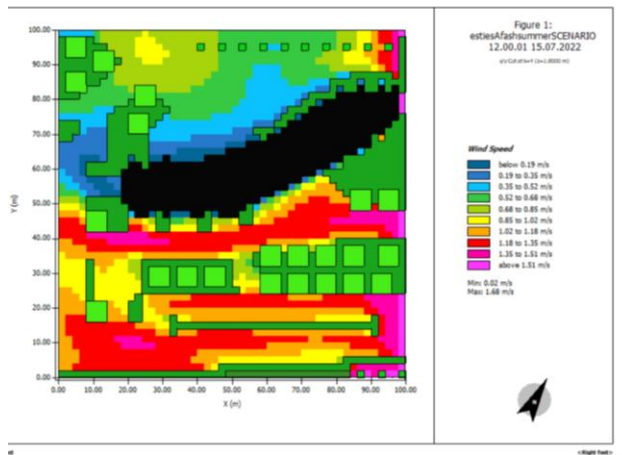 Figure 1:
estiesAfashsummerSCENARIO
12.00.01 15.07.2022
Wind Speed
below 0.19 m/s
0.19 to 0.35 m/s
0.35 to 0.52 m/s
0.52 to 0.68 m/s
0.68 to 0.85 m/s
0.85 to 1.02 m/s
1.02 to 1.18 m/s
1.18 to 1.35 m/s
1.35 to 1.51 m/s
above 1.51 m/s
Min: 0.02 m/s
Max: 1.68 m/s
Y (m)
100.00
90.00
80.00
70.00
60.00
50.00
40.00
30.00
20.00
10.00
0.00
0.00 10.00 20.00 30.00 40.00 50.00 60.00 70.00 80.00 90.00 100.00
X (m)
<Right foot>